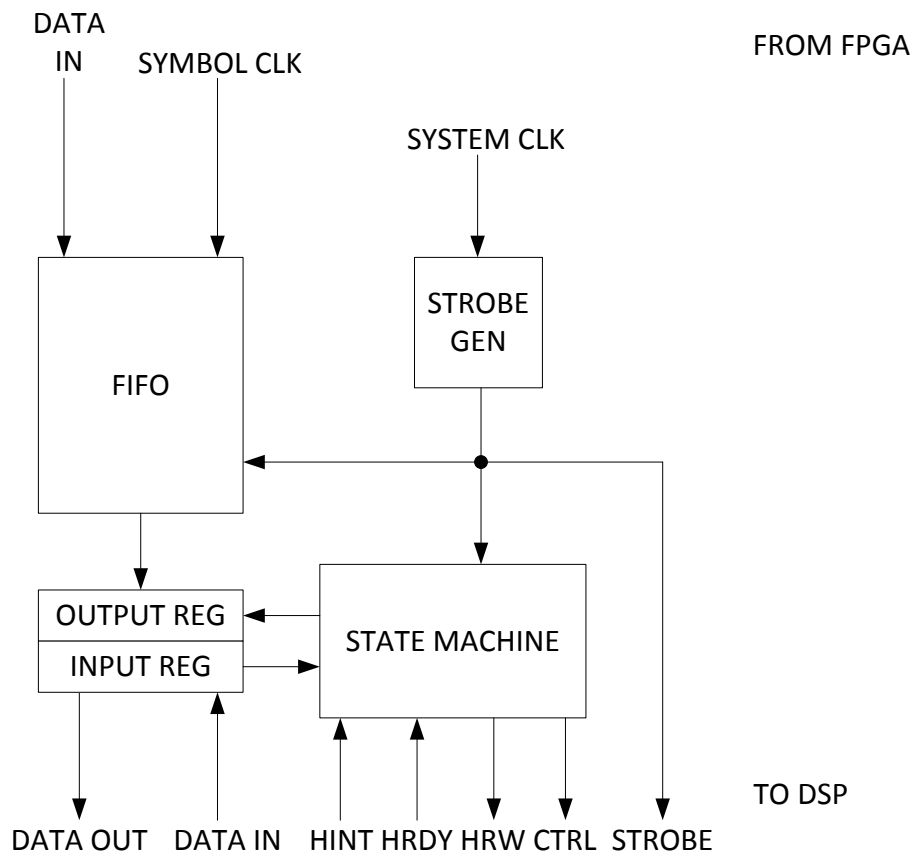 DATA
IN
SYMBOL CLK
FROM FPGA
SYSTEM CLK
STROBE
GEN
FIFO
OUTPUT REG
INPUT REG
STATE MACHINE
TO DSP
DATA OUT
DATA IN
HINT
HRDY
HRW
CTRL
STROBE